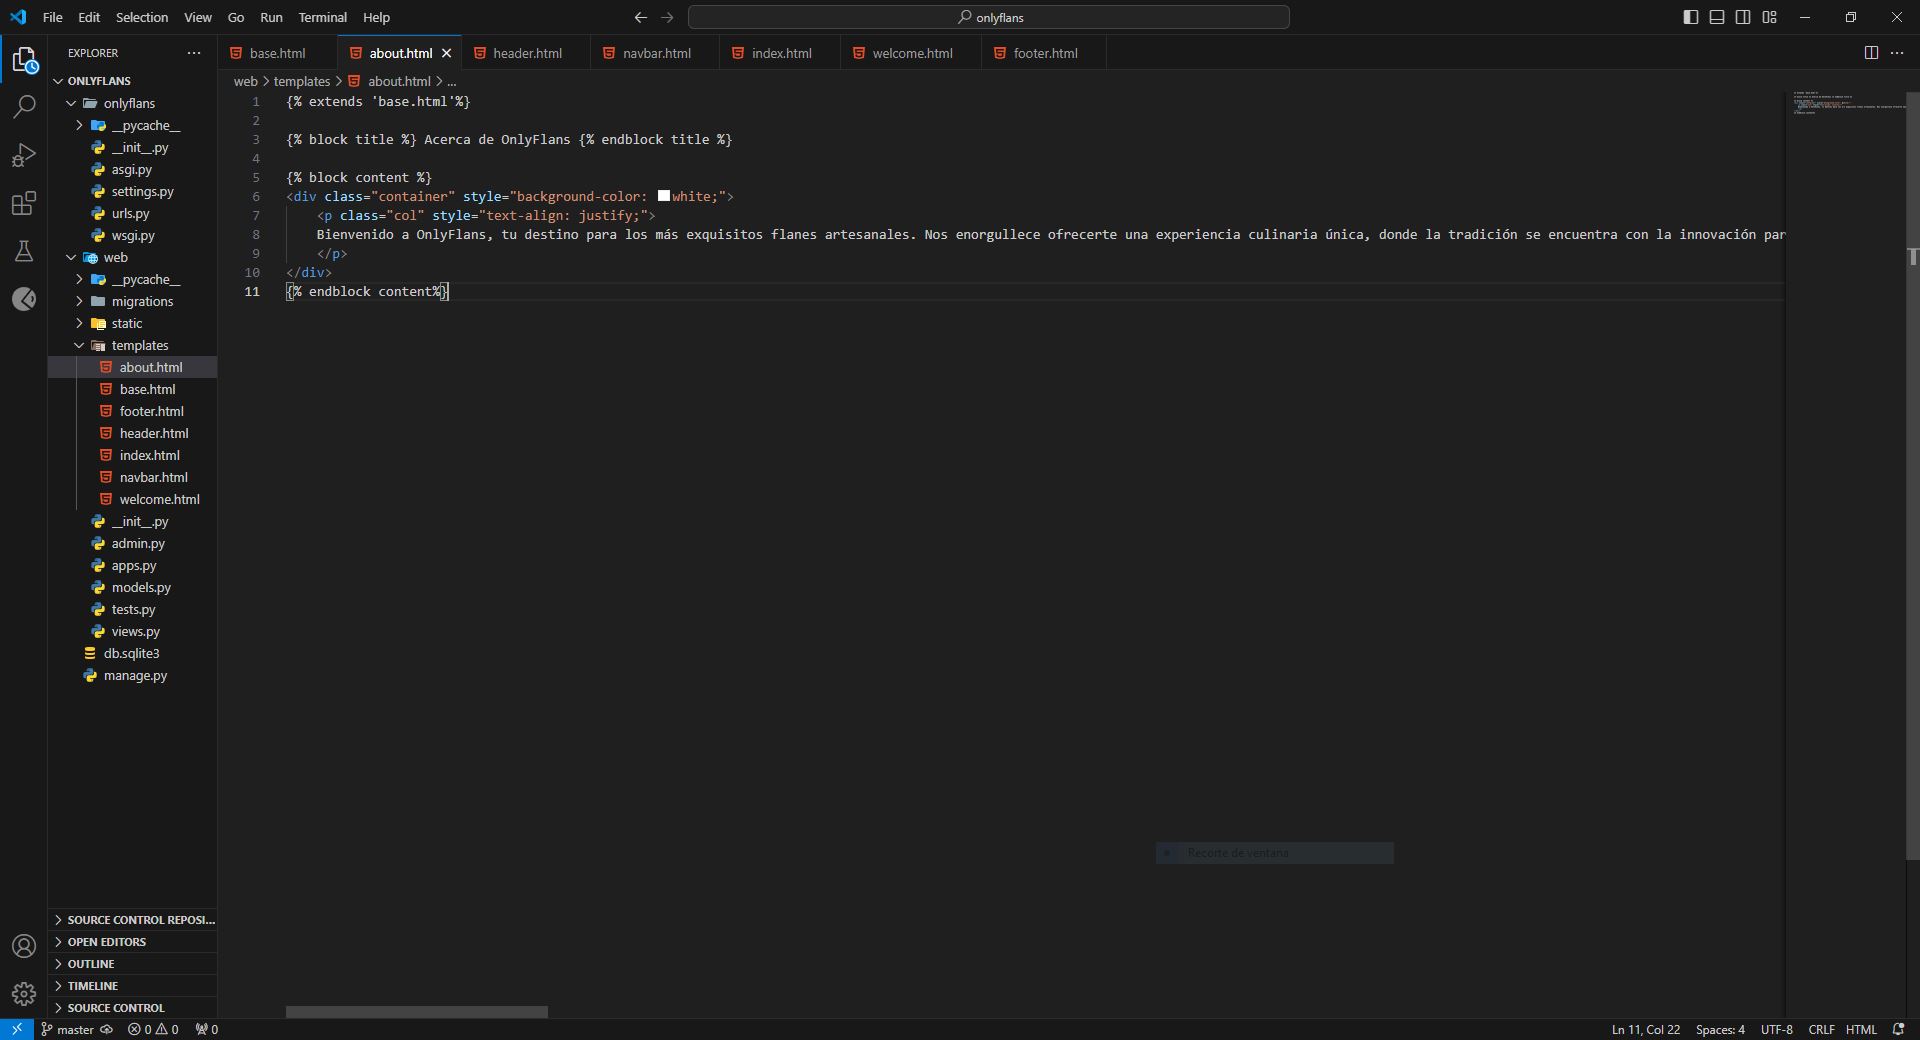 File Edit Selection View Go Run Terminal Help
onlyflans
EXPLORER
base.html about.html header.html navbar.html index.html welcome.html footer.html
web > templates > about.html > ...
ONLYFLANS
onlyflans
__pycache__
__init__.py
asgi.py
settings.py
urls.py
wsgi.py
web
__pycache__
migrations
static
templates
about.html
base.html
footer.html
header.html
index.html
navbar.html
welcome.html
__init__.py
admin.py
apps.py
models.py
tests.py
views.py
db.sqlite3
manage.py
SOURCE CONTROL REPOSI...
OPEN EDITORS
OUTLINE
TIMELINE
SOURCE CONTROL
1 {% extends 'base.html'%}
2
3 {% block title %} Acerca de OnlyFlans {% endblock title %}
4
5 {% block content %}
6 <div class="container" style="background-color: white;">
7 <p class="col" style="text-align: justify;">
8 Bienvenido a OnlyFlans, tu destino para los más exquisitos flanes artesanales. Nos enorgullece ofrecerte una experiencia culinaria única, donde la tradición se encuentra con la innovación par
9 </p>
10 </div>
11 {% endblock content%}
Recorte de ventana
master 0 0 0
Ln 11, Col 22 Spaces: 4 UTF-8 CRLF HTML